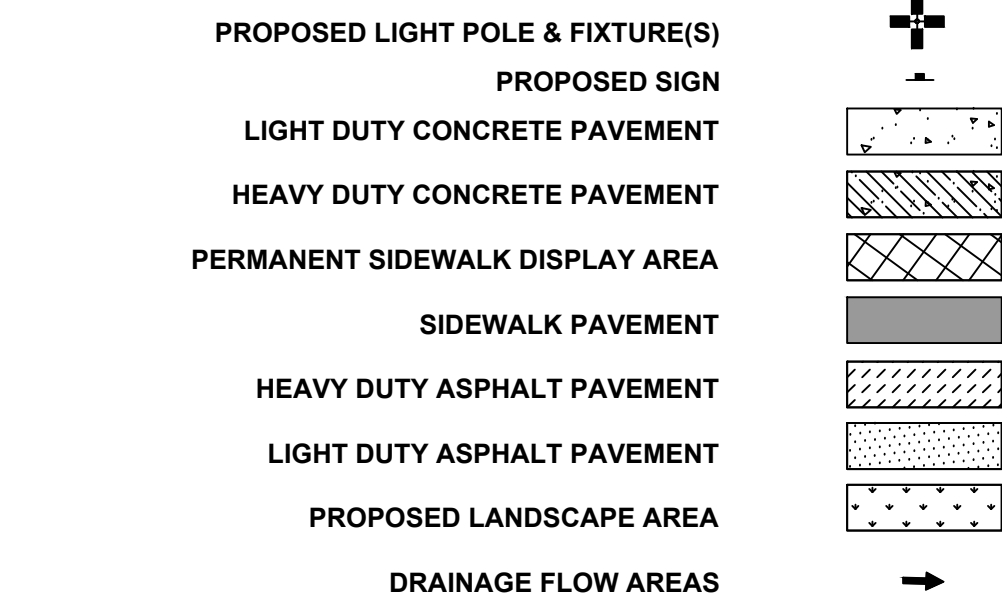 PROPOSED LIGHT POLE & FIXTURE(S)
PROPOSED SIGN
LIGHT DUTY CONCRETE PAVEMENT
HEAVY DUTY CONCRETE PAVEMENT
PERMANENT SIDEWALK DISPLAY AREA
SIDEWALK PAVEMENT
HEAVY DUTY ASPHALT PAVEMENT
LIGHT DUTY ASPHALT PAVEMENT
PROPOSED LANDSCAPE AREA
DRAINAGE FLOW AREAS